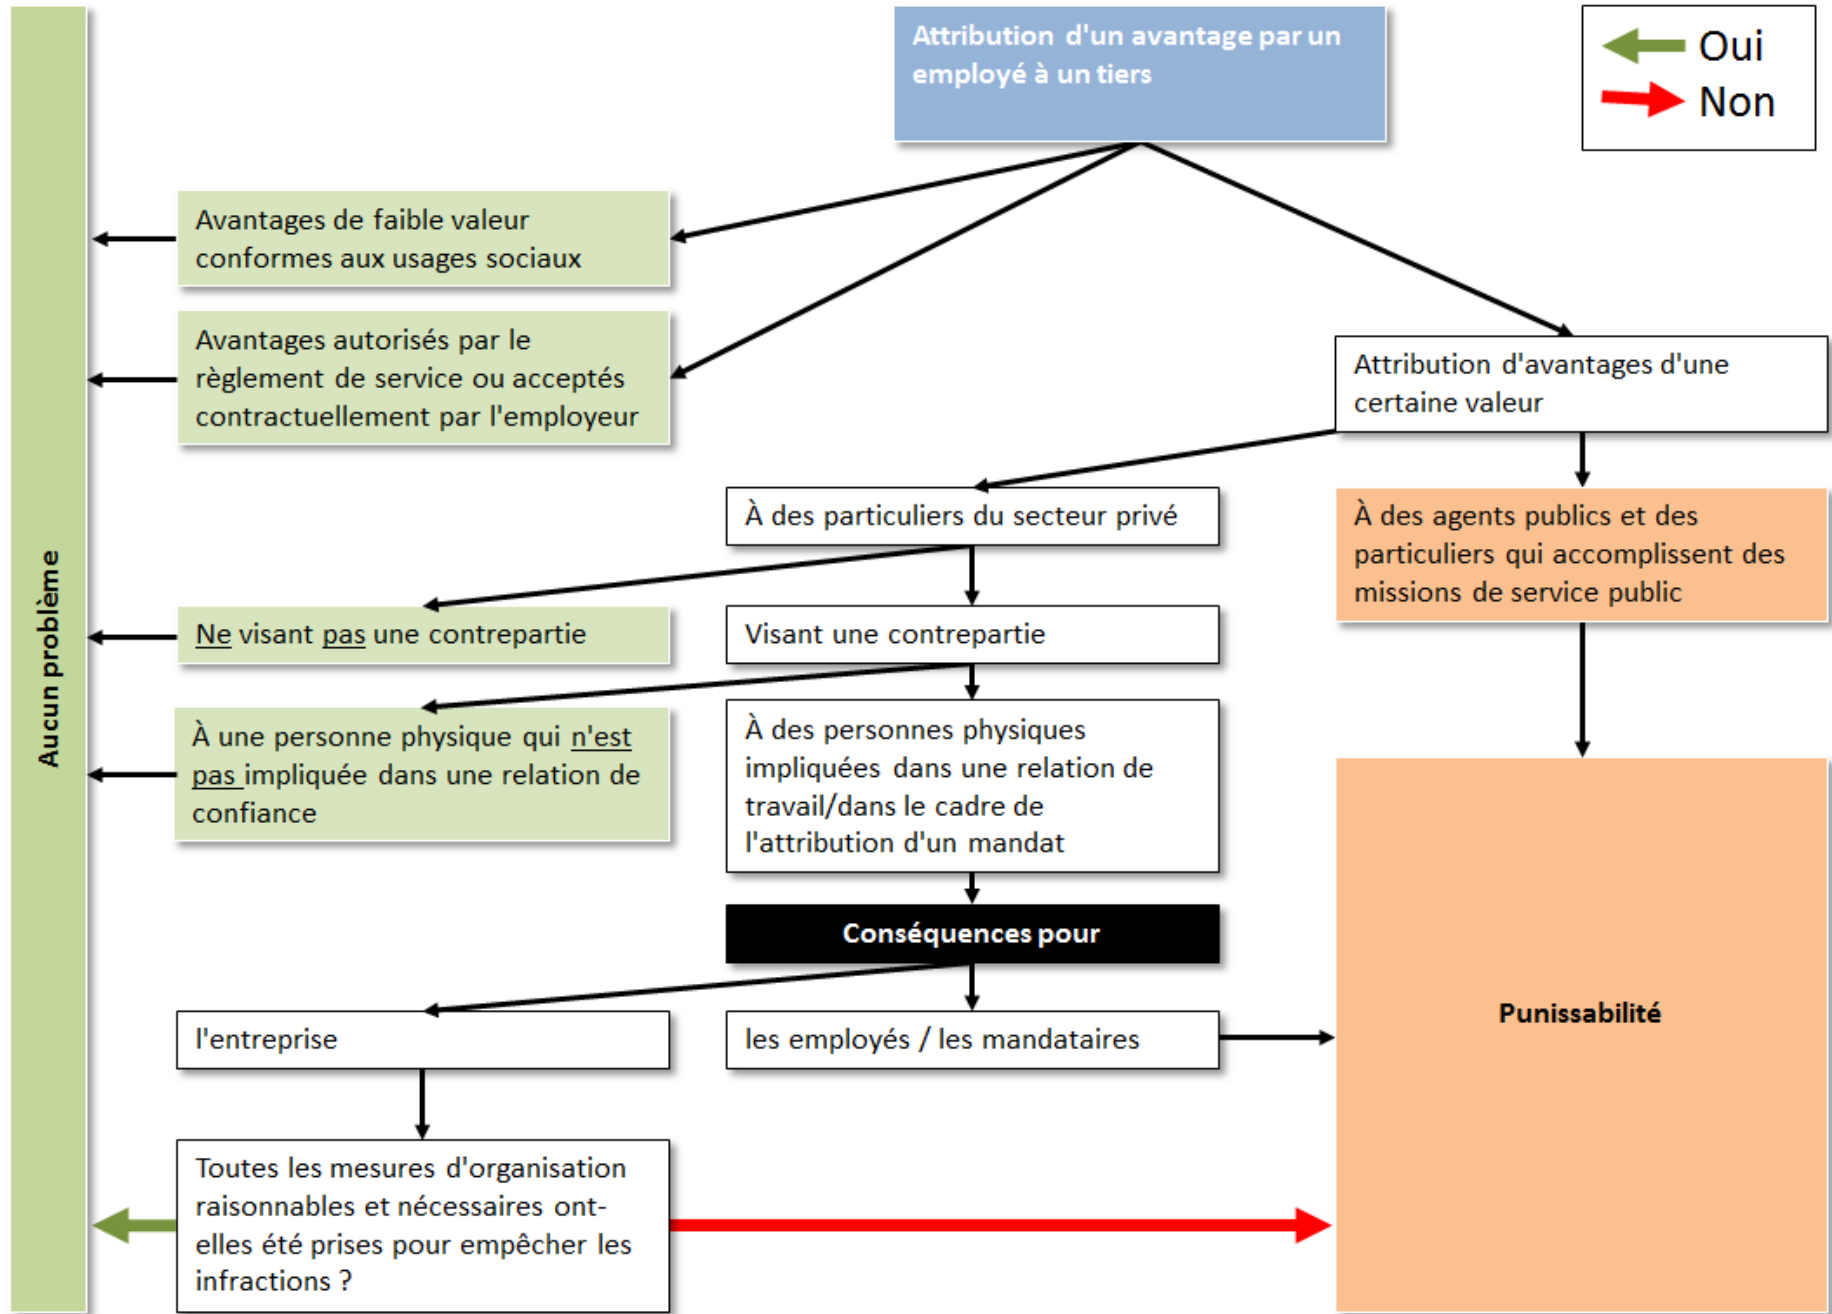 Attribution d'un avantage par un
employé à un tiers
Oui
Non
Avantages de faible valeur
conformes aux usages sociaux
Avantages autorisés par le
règlement de service ou acceptés
contractuellement par l'employeur
Attribution d'avantages d'une
certaine valeur
À des particuliers du secteur privé
À des agents publics et des
particuliers qui accomplissent des
missions de service public
Aucun problème
Ne visant pas une contrepartie
Visant une contrepartie
À une personne physique qui n'est
pas impliquée dans une relation de
confiance
À des personnes physiques
impliquées dans une relation de
travail/dans le cadre de
l'attribution d'un mandat
Conséquences pour
Punissabilité
l'entreprise
les employés / les mandataires
Toutes les mesures d'organisation
raisonnables et nécessaires ont-
elles été prises pour empêcher les
infractions ?